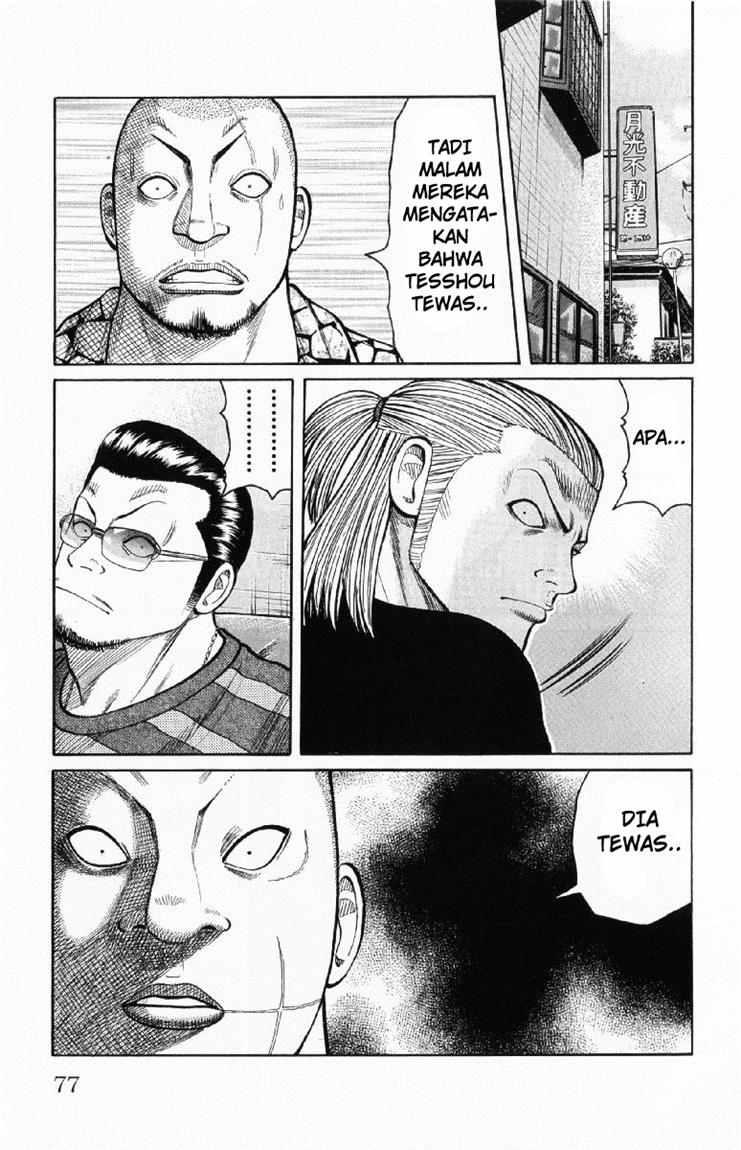 月光不動産
TADI
MALAM
MEREKA
MENGATA-
KAN
BAHWA
TESSHOU
TEWAS..
APA...
DIA
TEWAS..
77